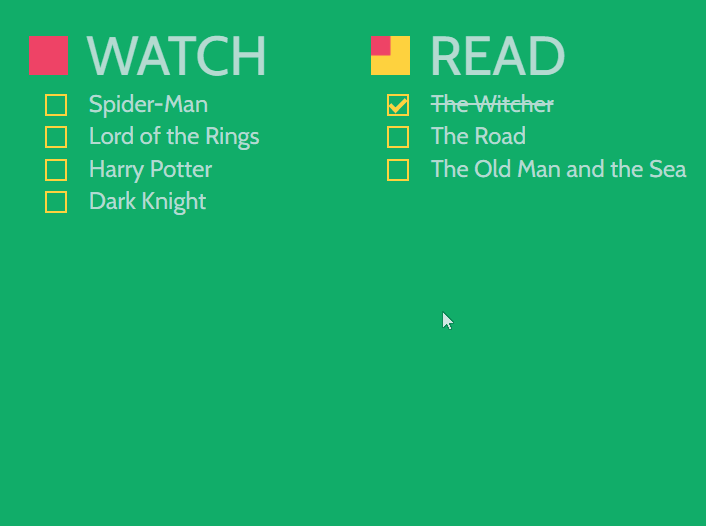 WATCH
Spider-Man
Lord of the Rings
Harry Potter
Dark Knight
READ
The Witcher
The Road
The Old Man and the Sea